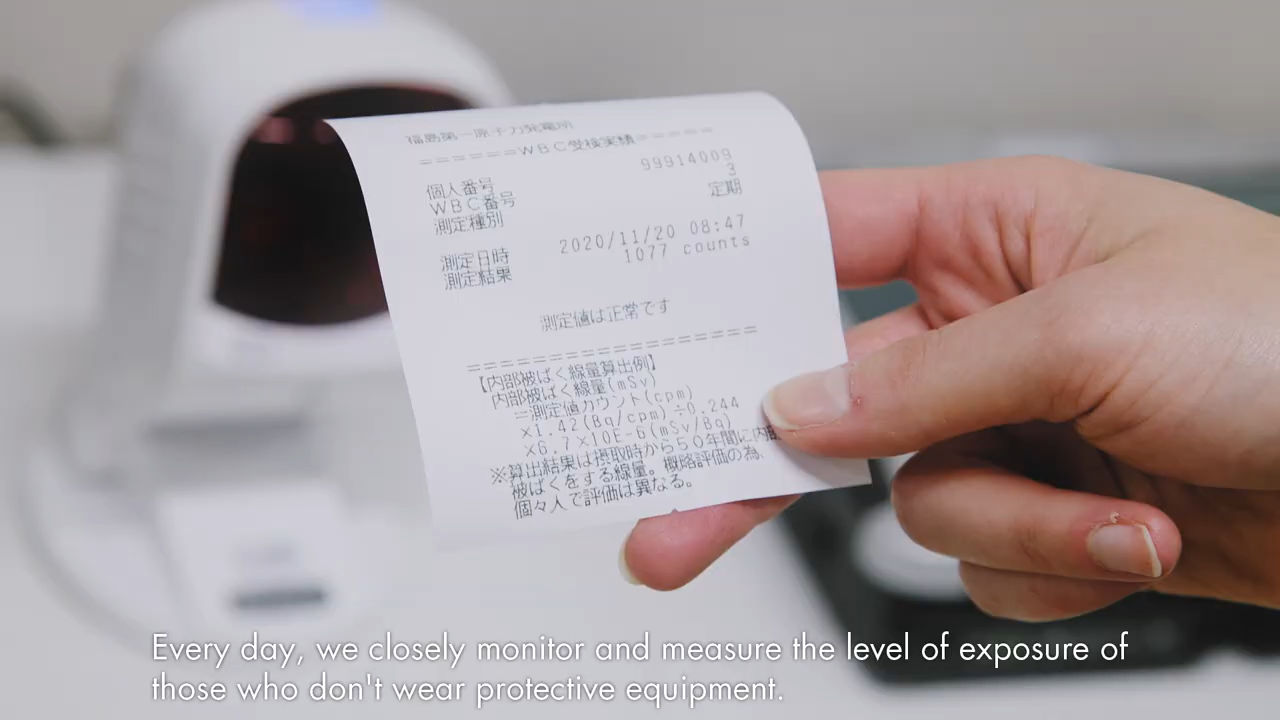 福島第一原子力発電所
======WBC受検実績=====
個人番号 99914009
WBC番号 3
測定種別 定期
測定日時 2020/11/20 08:47
測定結果 1077 counts
測定値は正常です
==================
【内部被ばく線量算出例】
内部被ばく線量(mSv)
=測定値カウント(cpm)
×1.42(Bq/cpm)÷0.244
×6.7×10E-6(mSv/Bq)
※算出結果は摂取時から50年間に内部
被ばくをする線量。概略評価の為、
個々人で評価は異なる。
Every day, we closely monitor and measure the level of exposure of
those who don't wear protective equipment.